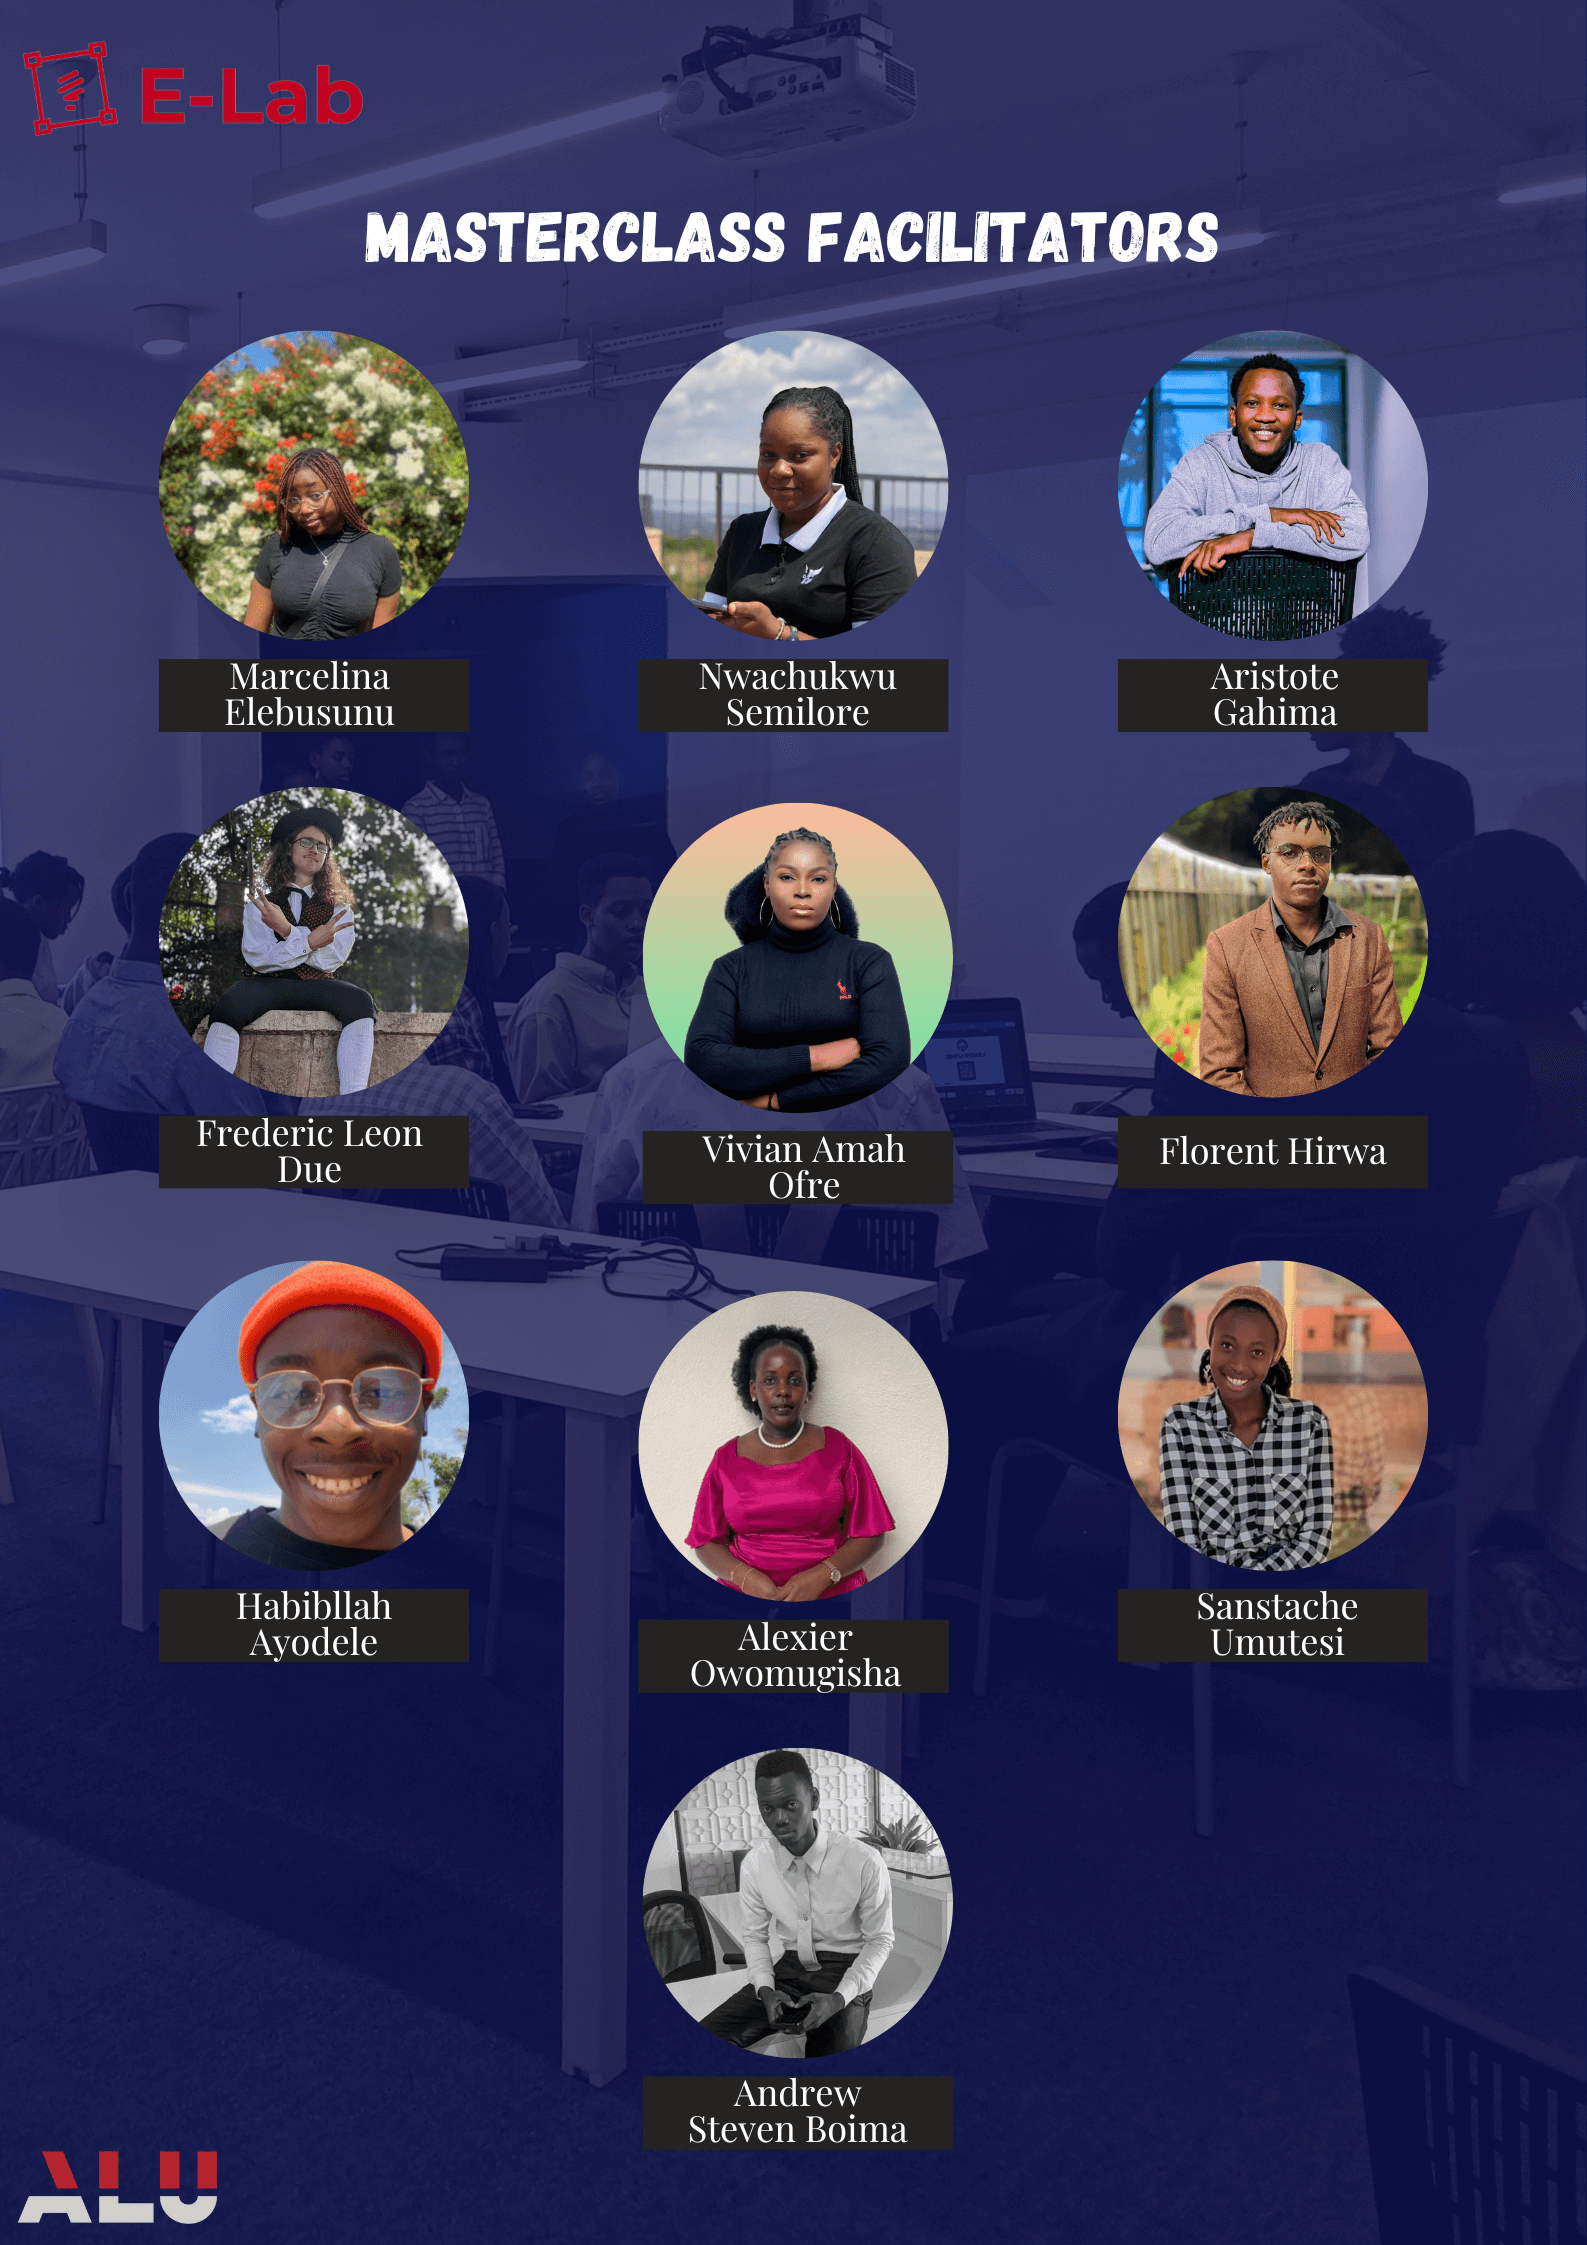 E-Lab
MASTERCLASS FACILITATORS
Marcelina
Elebusunu
Nwachukwu
Semilore
Aristote
Gahima
Frederic Leon
Due
Vivian Amah
Ofre
Florent Hirwa
Habibllah
Ayodele
Alexier
Owomugisha
Sanstache
Umutesi
Andrew
Steven Boima
ALU